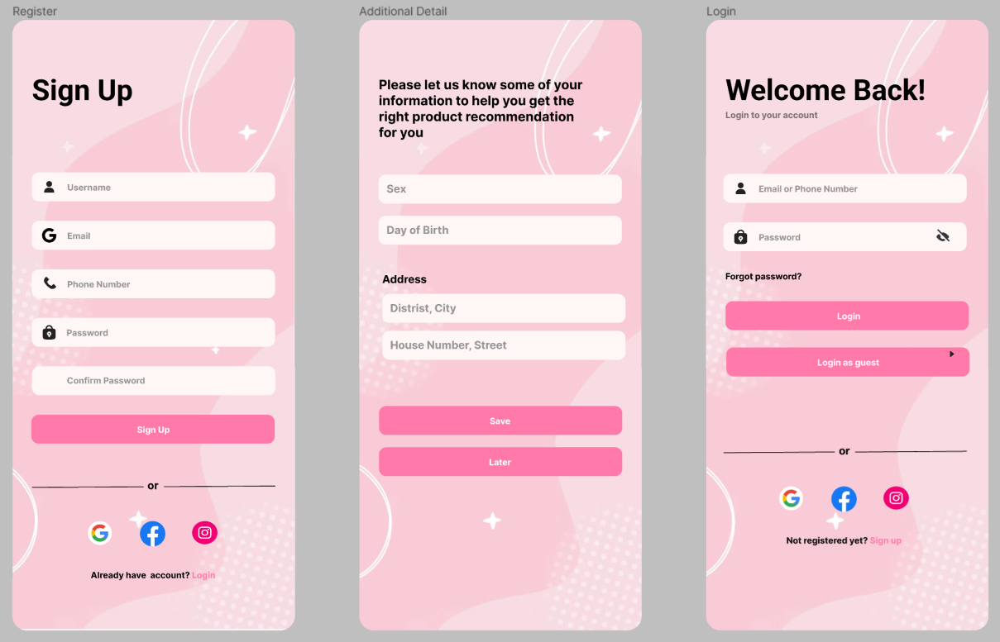 Register
Sign Up
Username
Email
Phone Number
Password
Confirm Password
Sign Up
or
Already have account? Login
Additional Detail
Please let us know some of your
information to help you get the
right product recommendation
for you
Sex
Day of Birth
Address
Distrist, City
House Number, Street
Save
Later
Login
Welcome Back!
Login to your account
Email or Phone Number
Password
Forgot password?
Login
Login as guest
or
Not registered yet? Sign up